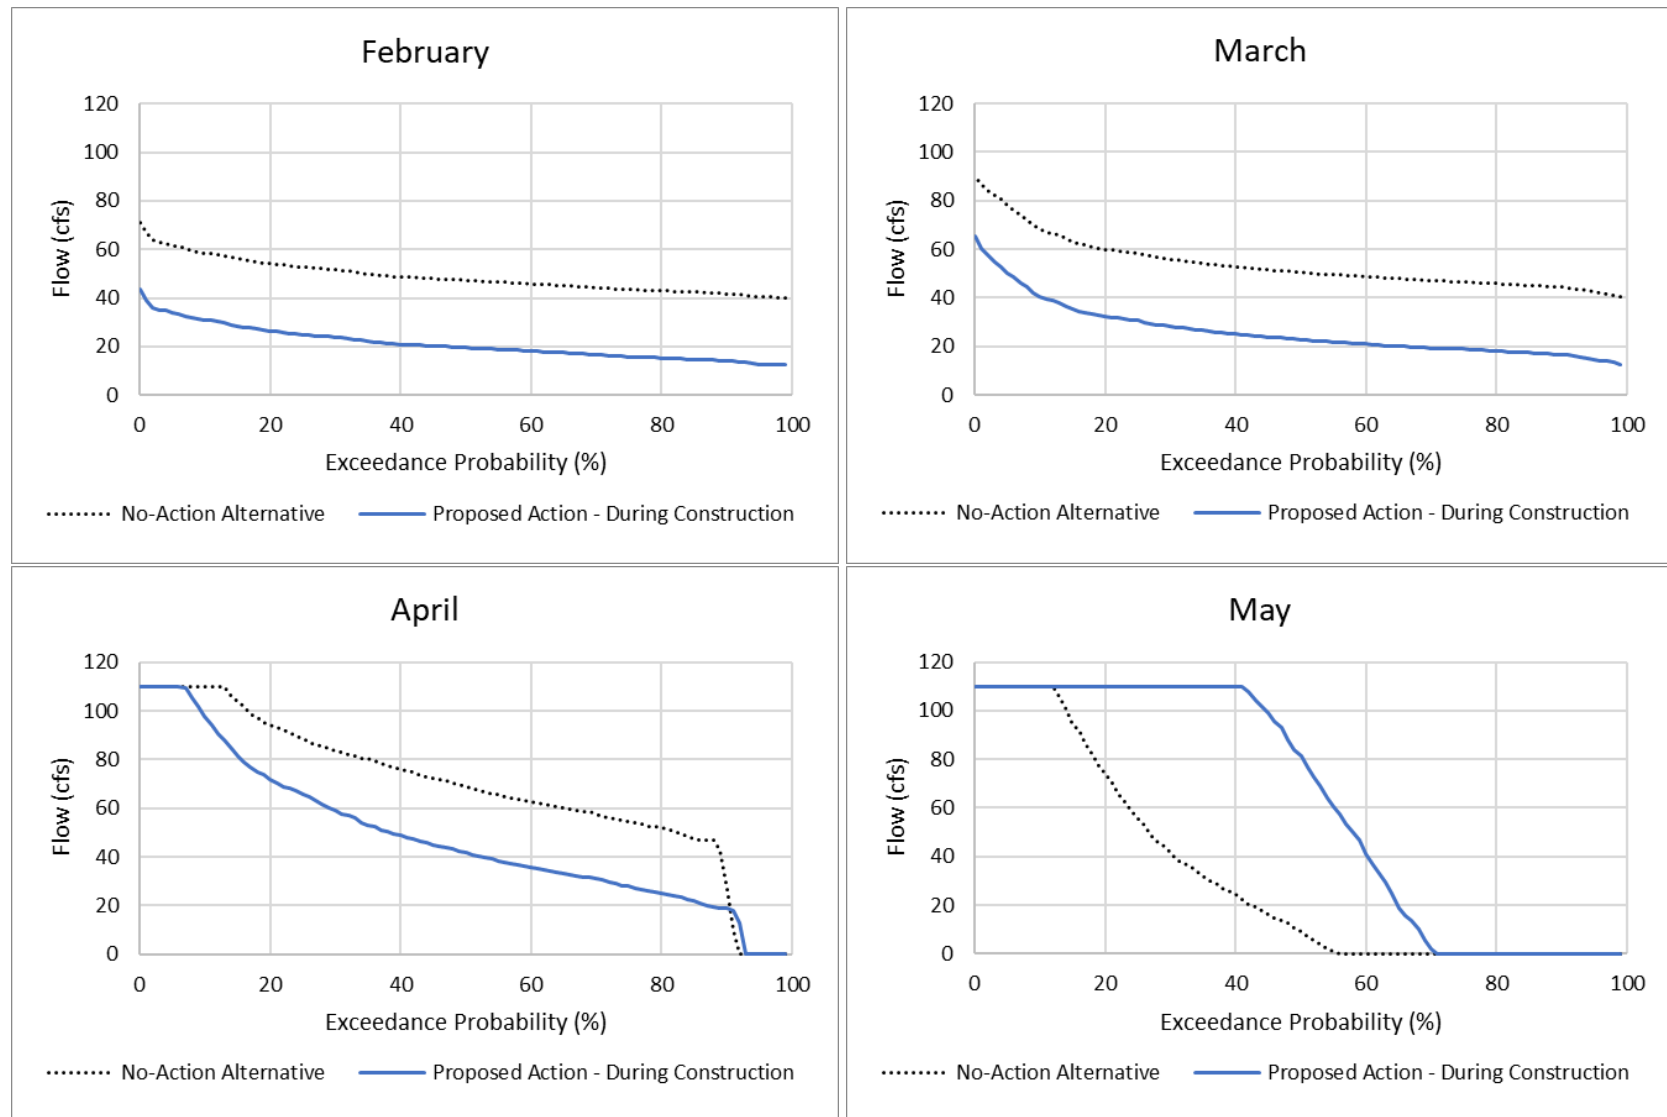 February
120
100
80
60
40
20
0
Flow (cfs)
0 20 40 60 80 100
Exceedance Probability (%)
No-Action Alternative Proposed Action - During Construction
March
120
100
80
60
40
20
0
Flow (cfs)
0 20 40 60 80 100
Exceedance Probability (%)
No-Action Alternative Proposed Action - During Construction
April
120
100
80
60
40
20
0
Flow (cfs)
0 20 40 60 80 100
Exceedance Probability (%)
No-Action Alternative Proposed Action - During Construction
May
120
100
80
60
40
20
0
Flow (cfs)
0 20 40 60 80 100
Exceedance Probability (%)
No-Action Alternative Proposed Action - During Construction